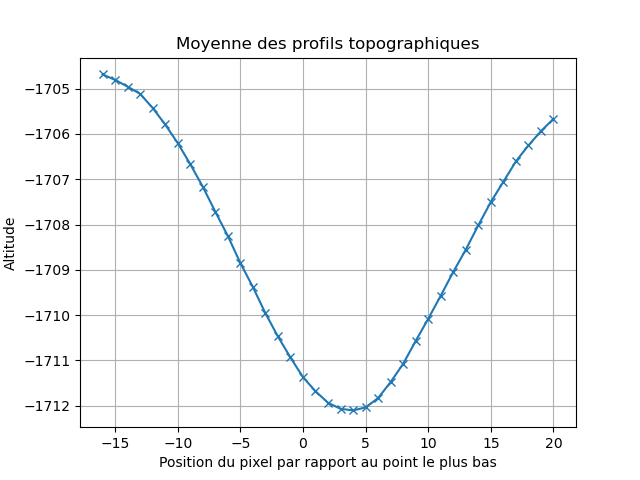 Moyenne des profils topographiques
−1705
−1706
−1707
−1708
−1709
−1710
−1711
−1712
Altitude
−15 −10 −5 0 5 10 15 20
Position du pixel par rapport au point le plus bas